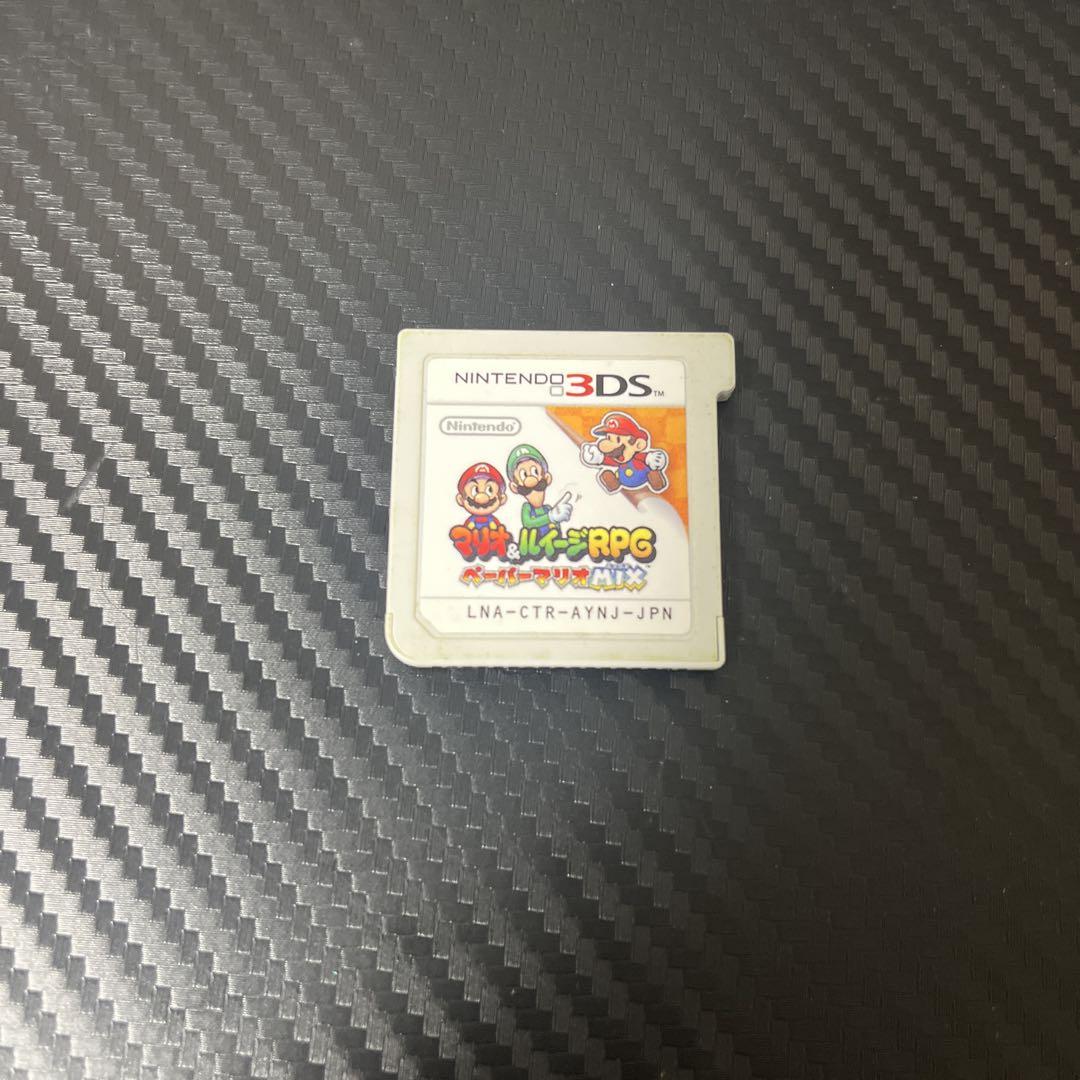 NINTENDO 3DS™
Nintendo
マリオ&ルイージRPG
ペーパーマリオMIX
LNA-CTR-AYNJ-JPN